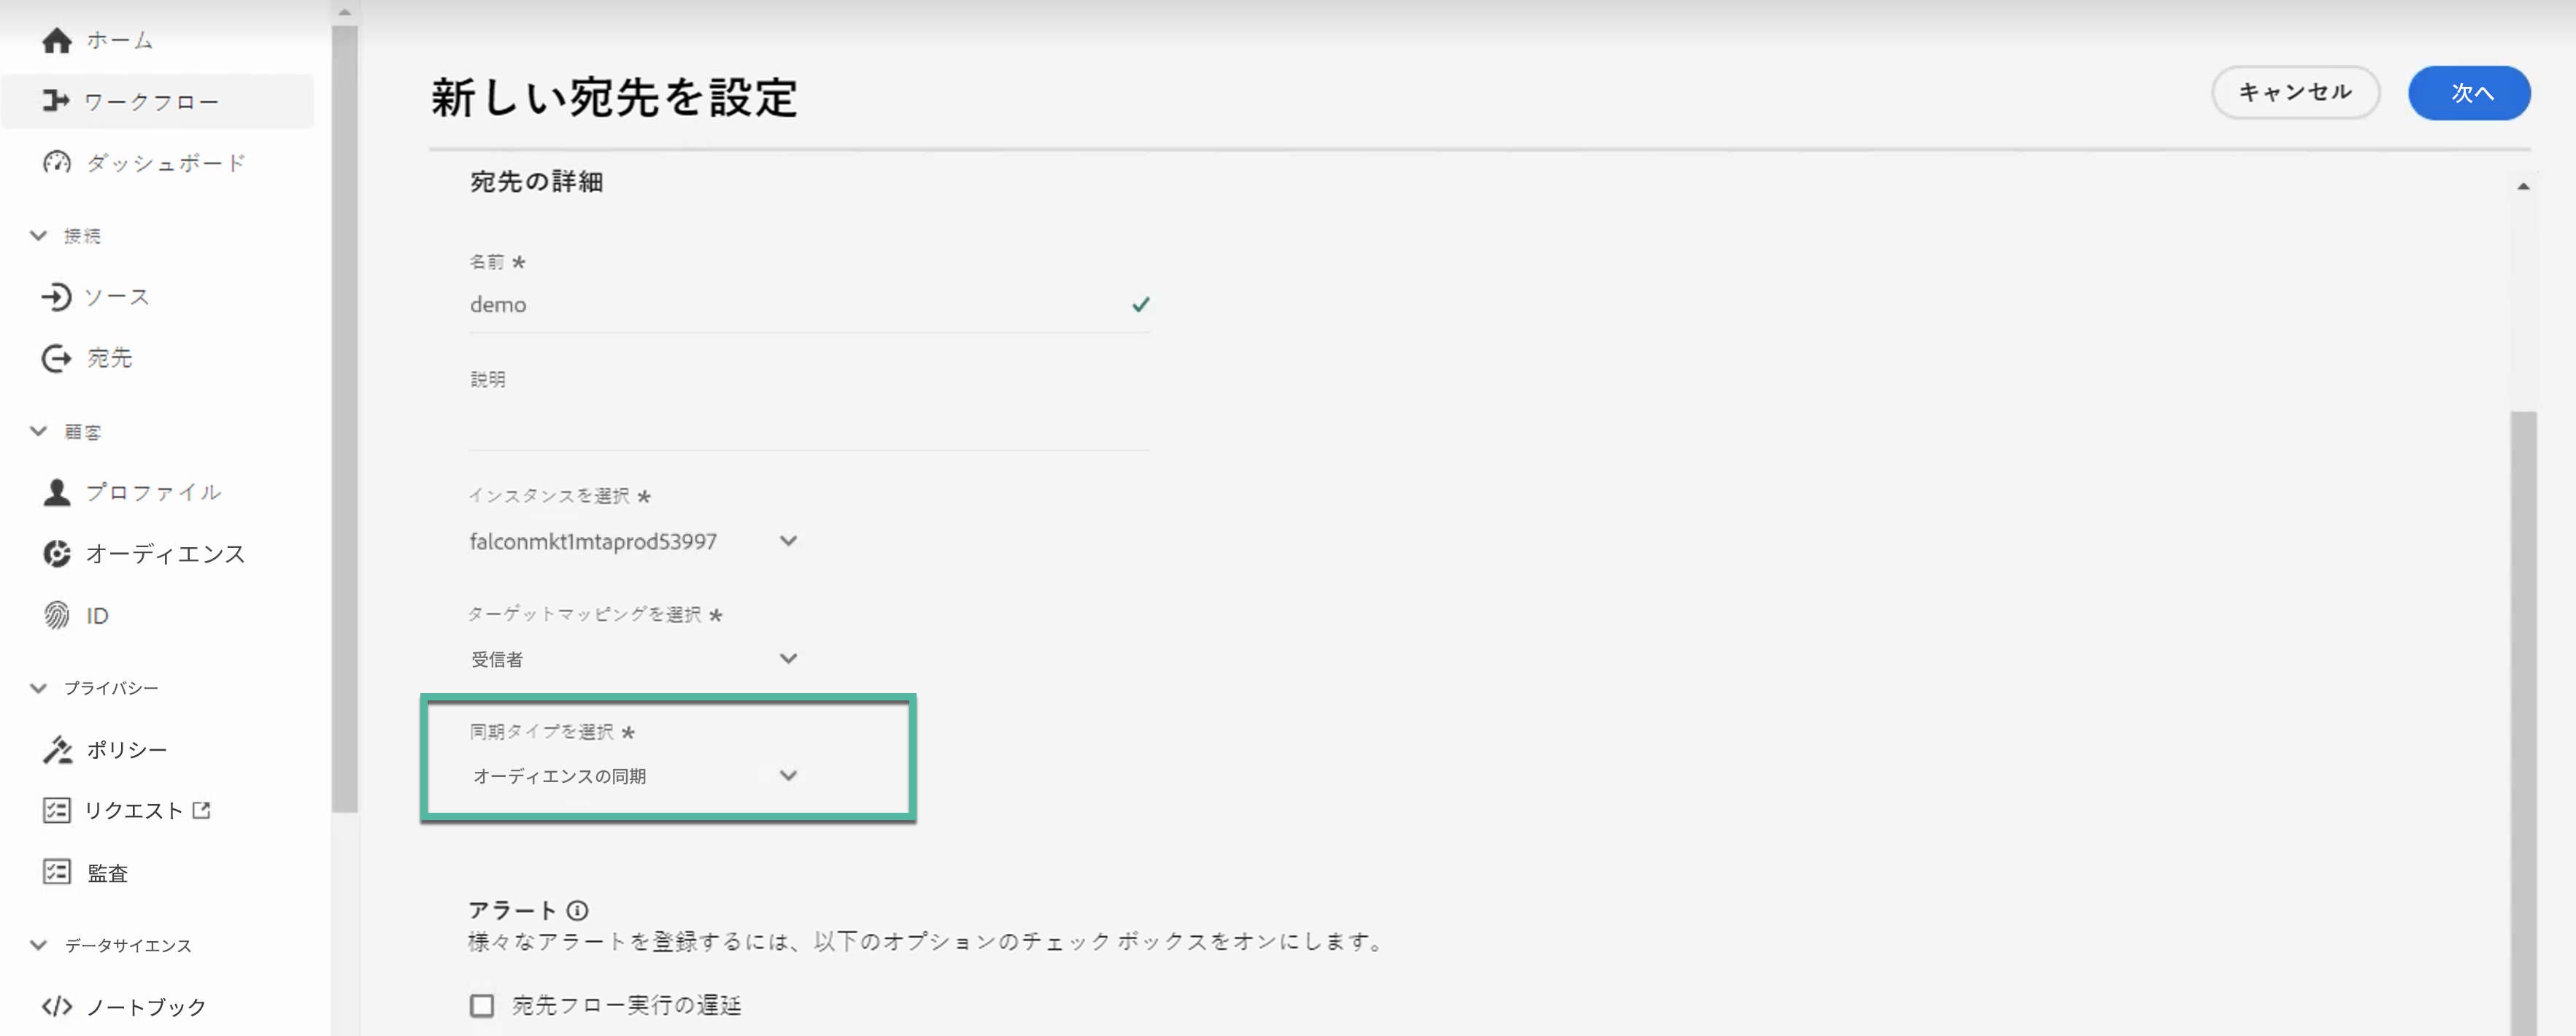 ホーム
ワークフロー
ダッシュボード
接続
ソース
宛先
顧客
プロファイル
オーディエンス
ID
プライバシー
ポリシー
リクエスト
監査
データサイエンス
ノートブック
新しい宛先を設定
キャンセル
次へ
宛先の詳細
名前 *
demo
説明
インスタンスを選択 *
falconmkt1mtaprod53997
ターゲットマッピングを選択 *
受信者
同期タイプを選択 *
オーディエンスの同期
アラート
様々なアラートを登録するには、以下のオプションのチェックボックスをオンにします。
宛先フロー実行の遅延